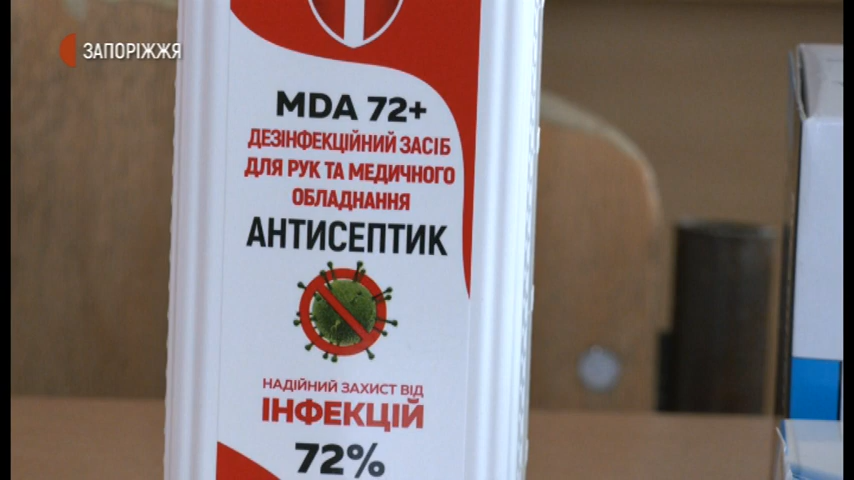 ЗАПОРІЖЖЯ
MDA 72+
ДЕЗІНФЕКЦІЙНИЙ ЗАСІБ
ДЛЯ РУК ТА МЕДИЧНОГО
ОБЛАДНАННЯ
АНТИСЕПТИК
НАДІЙНИЙ ЗАХИСТ ВІД
ІНФЕКЦІЙ
72%